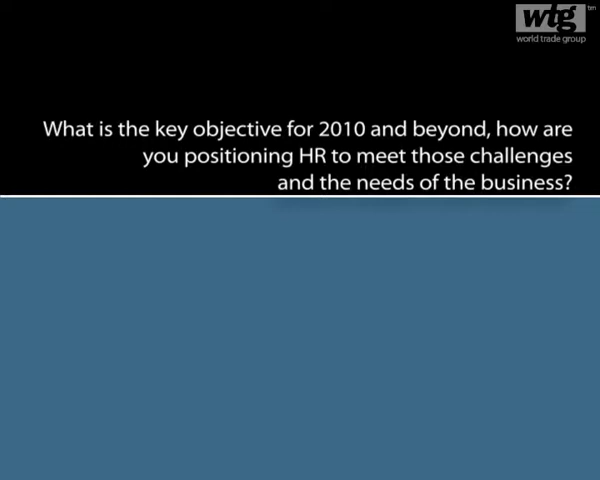 wtg
tm
world trade group
What is the key objective for 2010 and beyond, how are
you positioning HR to meet those challenges
and the needs of the business?